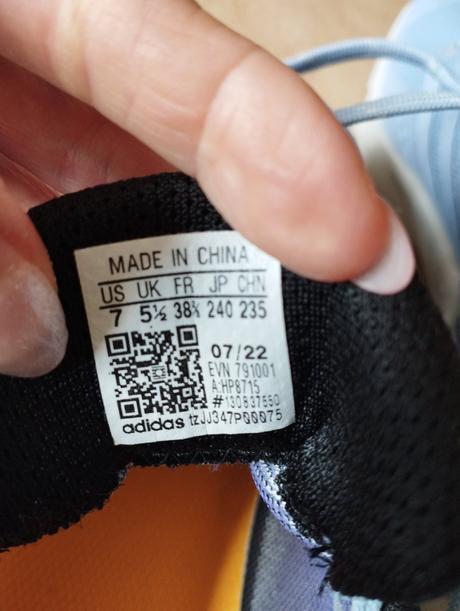 MADE IN CHINA
US UK FR JP CHN
7 5½ 38⅔ 240 235
07/22
EVN 791001
A:HP8715
#130837650
adidas tzJJ347P00075